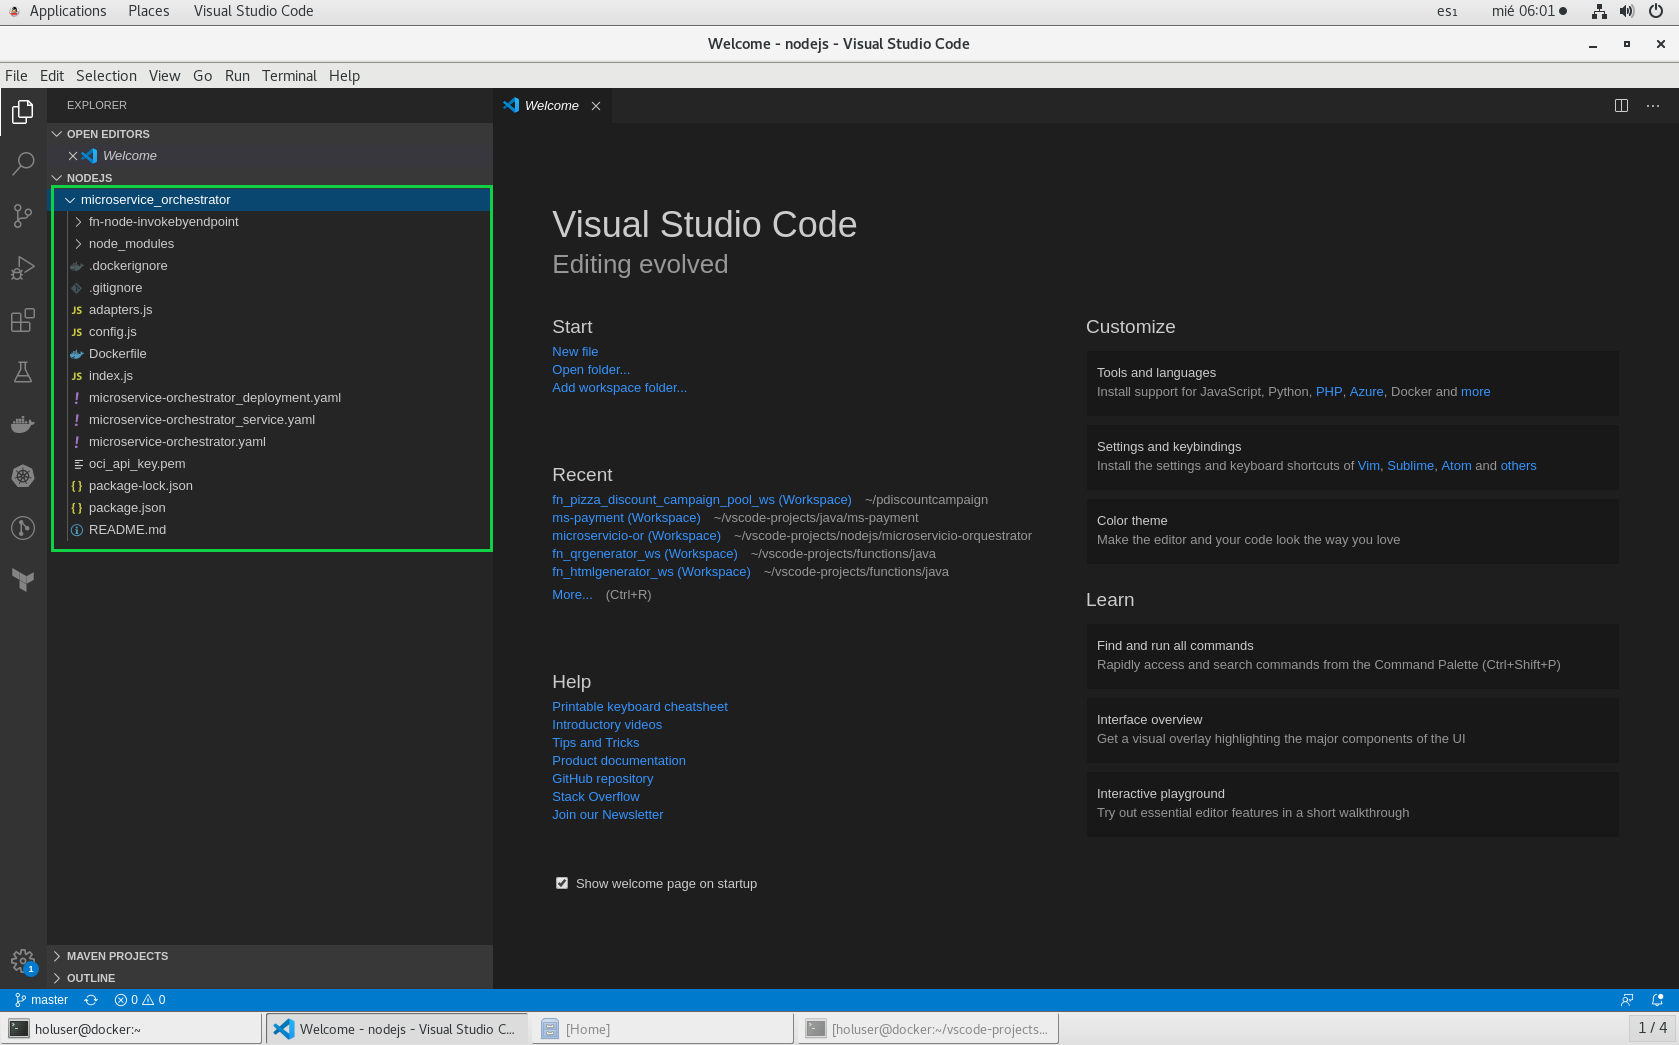 Applications Places Visual Studio Code es1 mié 06:01
Welcome - nodejs - Visual Studio Code
File Edit Selection View Go Run Terminal Help
EXPLORER
Welcome
OPEN EDITORS
Welcome
NODEJS
microservice_orchestrator
fn-node-invokebyendpoint
node_modules
.dockerignore
.gitignore
JS adapters.js
JS config.js
Dockerfile
JS index.js
! microservice-orchestrator_deployment.yaml
! microservice-orchestrator_service.yaml
! microservice-orchestrator.yaml
oci_api_key.pem
{ } package-lock.json
{ } package.json
README.md
MAVEN PROJECTS
OUTLINE
1
Visual Studio Code
Editing evolved
Start
New file
Open folder...
Add workspace folder...
Recent
fn_pizza_discount_campaign_pool_ws (Workspace) ~/pdiscountcampaign
ms-payment (Workspace) ~/vscode-projects/java/ms-payment
microservicio-or (Workspace) ~/vscode-projects/nodejs/microservicio-orquestrator
fn_qrgenerator_ws (Workspace) ~/vscode-projects/functions/java
fn_htmlgenerator_ws (Workspace) ~/vscode-projects/functions/java
More... (Ctrl+R)
Help
Printable keyboard cheatsheet
Introductory videos
Tips and Tricks
Product documentation
GitHub repository
Stack Overflow
Join our Newsletter
Show welcome page on startup
Customize
Tools and languages
Install support for JavaScript, Python, PHP, Azure, Docker and more
Settings and keybindings
Install the settings and keyboard shortcuts of Vim, Sublime, Atom and others
Color theme
Make the editor and your code look the way you love
Learn
Find and run all commands
Rapidly access and search commands from the Command Palette (Ctrl+Shift+P)
Interface overview
Get a visual overlay highlighting the major components of the UI
Interactive playground
Try out essential editor features in a short walkthrough
master 0 0
holuser@docker:~ Welcome - nodejs - Visual Studio C... [Home] [holuser@docker:~/vscode-projects... 1 / 4